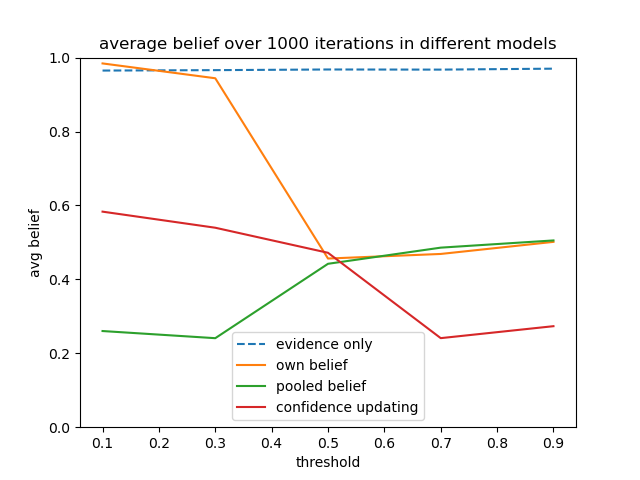 average belief over 1000 iterations in different models
1.0
0.8
0.6
0.4
0.2
0.0
avg belief
evidence only
own belief
pooled belief
confidence updating
0.1 0.2 0.3 0.4 0.5 0.6 0.7 0.8 0.9
threshold